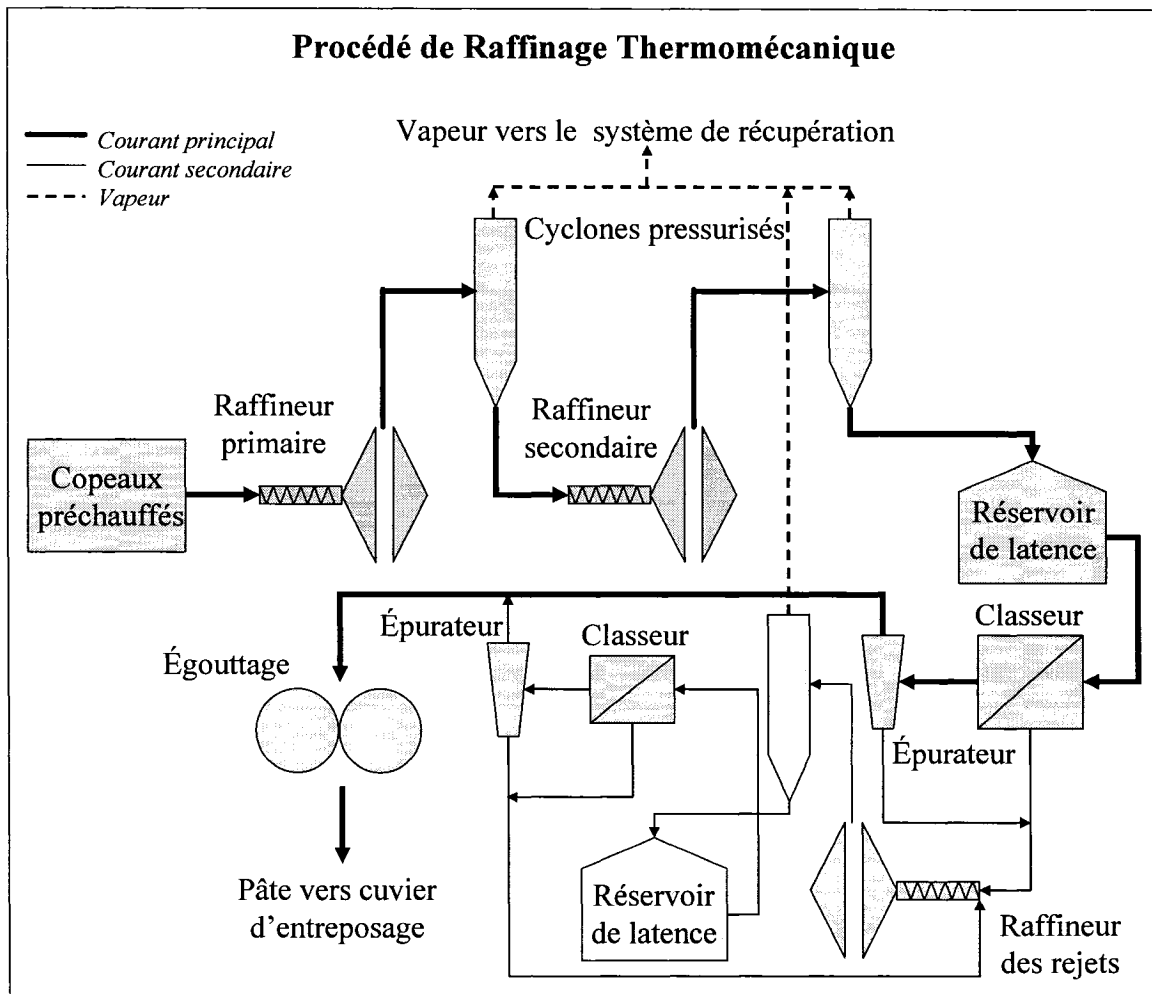 Procédé de Raffinage Thermomécanique
Courant principal
Courant secondaire
Vapeur
Vapeur vers le système de récupération
Cyclones pressurisés
Raffineur
primaire
Raffineur
secondaire
Copeaux
préchauffés
Réservoir
de latence
Épurateur
Classeur
Classeur
Égouttage
Épurateur
Pâte vers cuvier
d'entreposage
Réservoir
de latence
Raffineur
des rejets